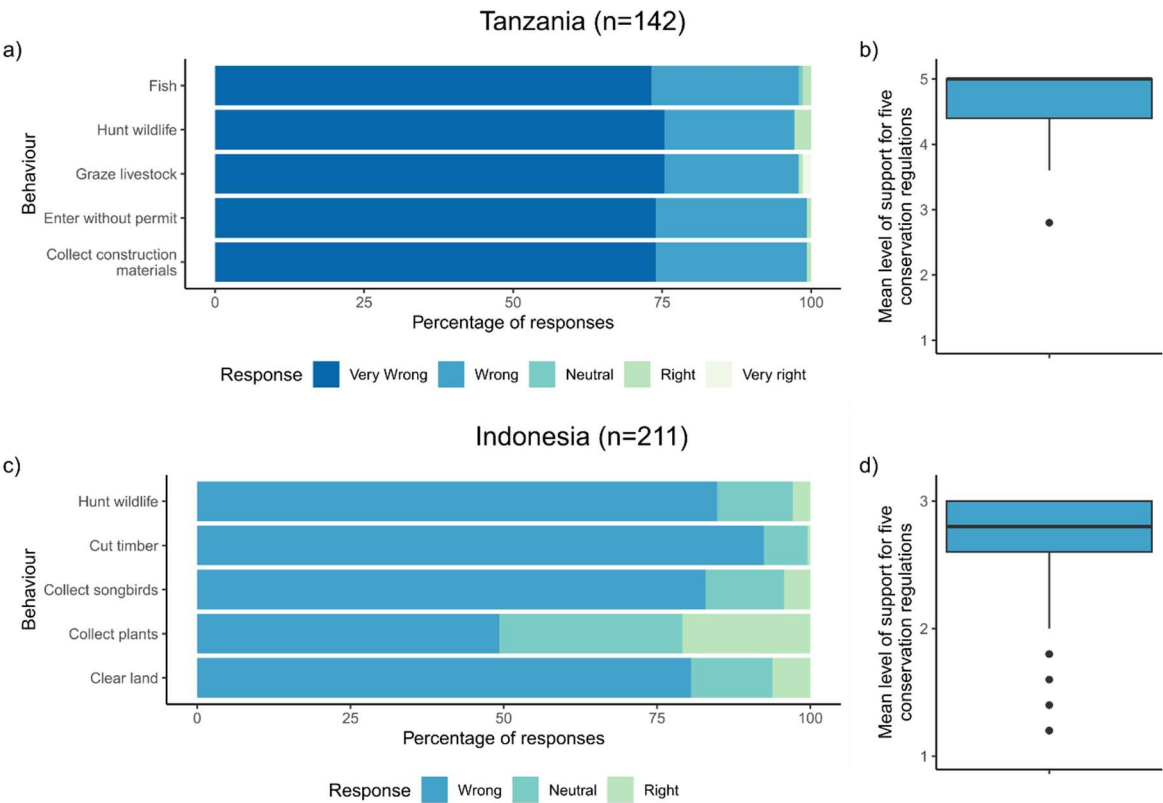 Tanzania (n=142)
a)
Behaviour
Fish
Hunt wildlife
Graze livestock
Enter without permit
Collect construction
materials
0 25 50 75 100
Percentage of responses
Response Very Wrong Wrong Neutral Right Very right
b)
Mean level of support for five
conservation regulations
5
4
3
2
1
Indonesia (n=211)
c)
Behaviour
Hunt wildlife
Cut timber
Collect songbirds
Collect plants
Clear land
0 25 50 75 100
Percentage of responses
Response Wrong Neutral Right
d)
Mean level of support for five
conservation regulations
3
2
1